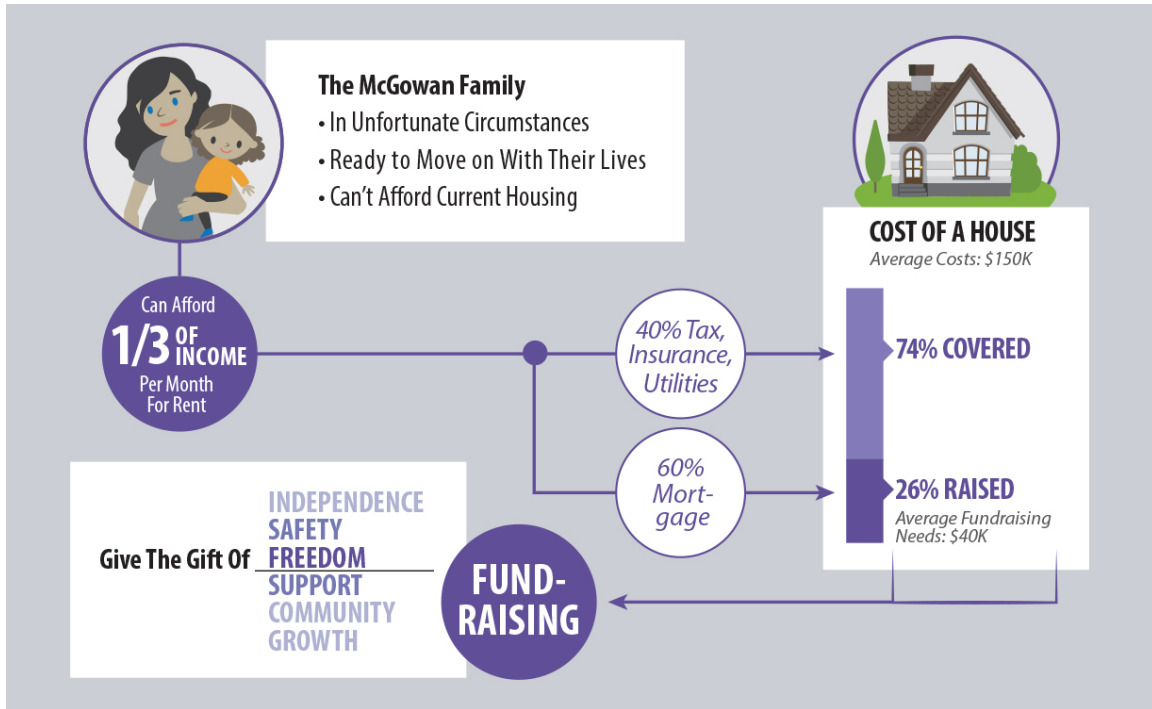 The McGowan Family
• In Unfortunate Circumstances
• Ready to Move on With Their Lives
• Can't Afford Current Housing
COST OF A HOUSE
Average Costs: $150K
Can Afford
1/3 OF
INCOME
Per Month
For Rent
40% Tax,
Insurance,
Utilities
74% COVERED
60%
Mort-
gage
26% RAISED
Average Fundraising
Needs: $40K
Give The Gift Of
INDEPENDENCE
SAFETY
FREEDOM
SUPPORT
COMMUNITY
GROWTH
FUND-
RAISING